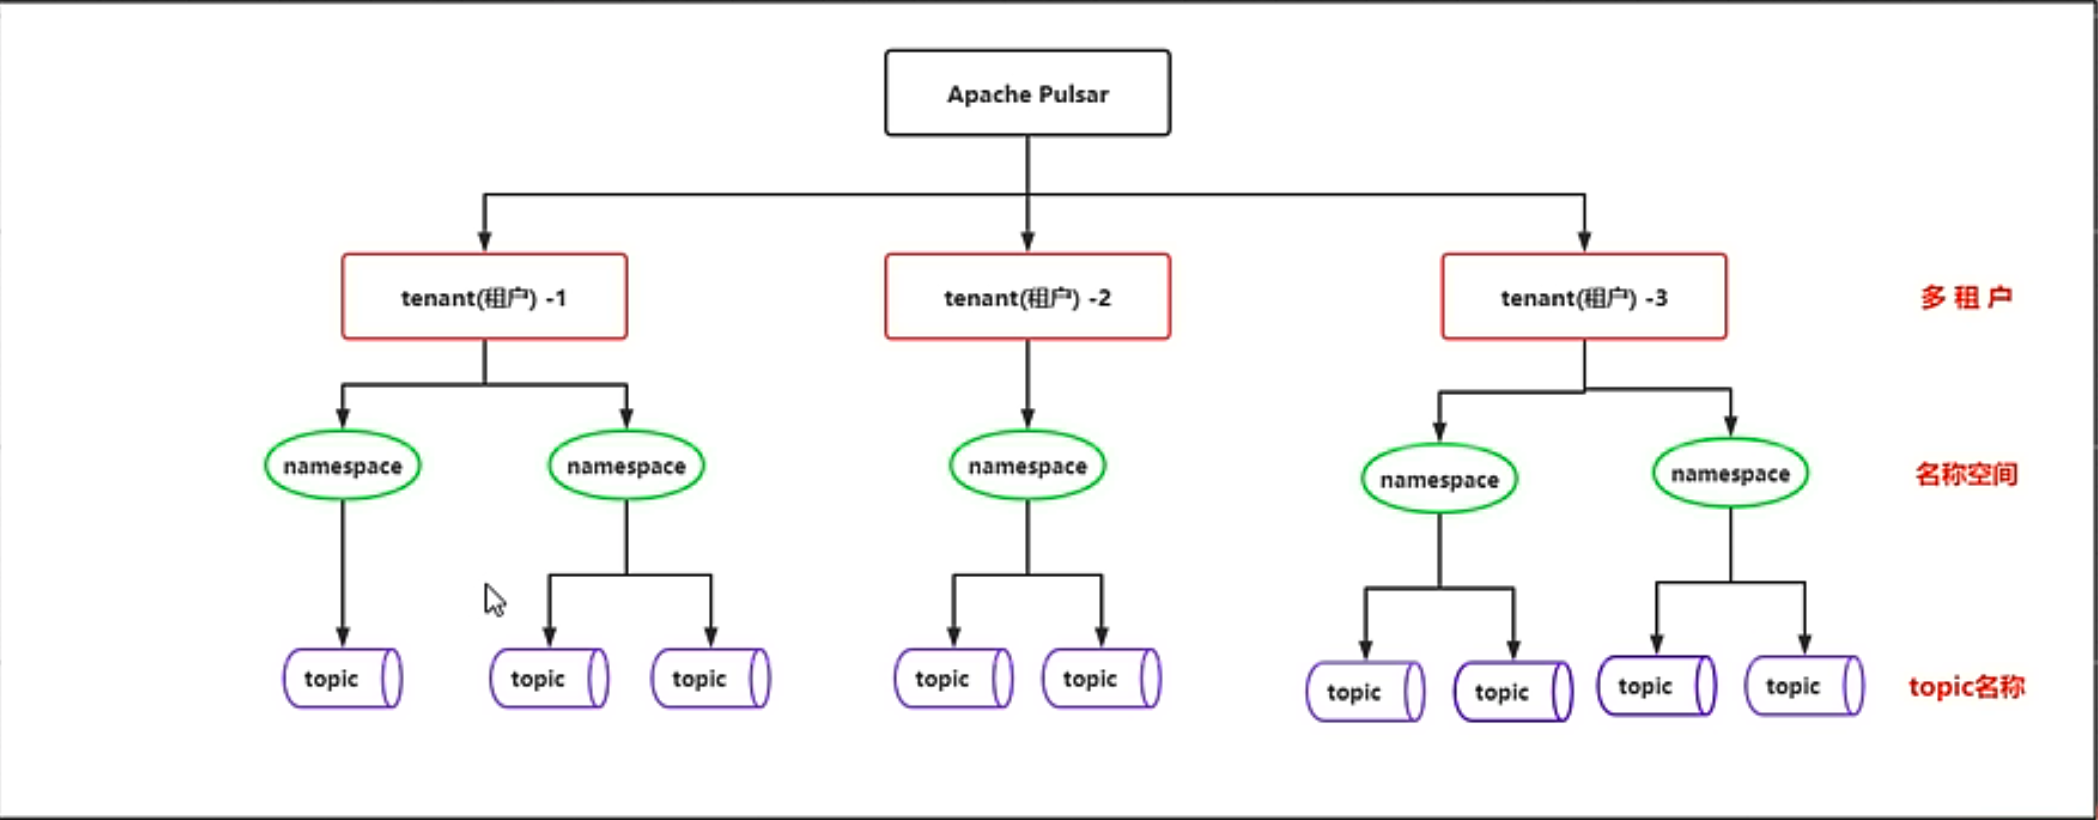 Apache Pulsar
tenant(租户) -1
tenant(租户) -2
tenant(租户) -3
多 租 户
namespace
namespace
namespace
namespace
namespace
名称空间
topic
topic
topic
topic
topic
topic
topic
topic
topic
topic名称